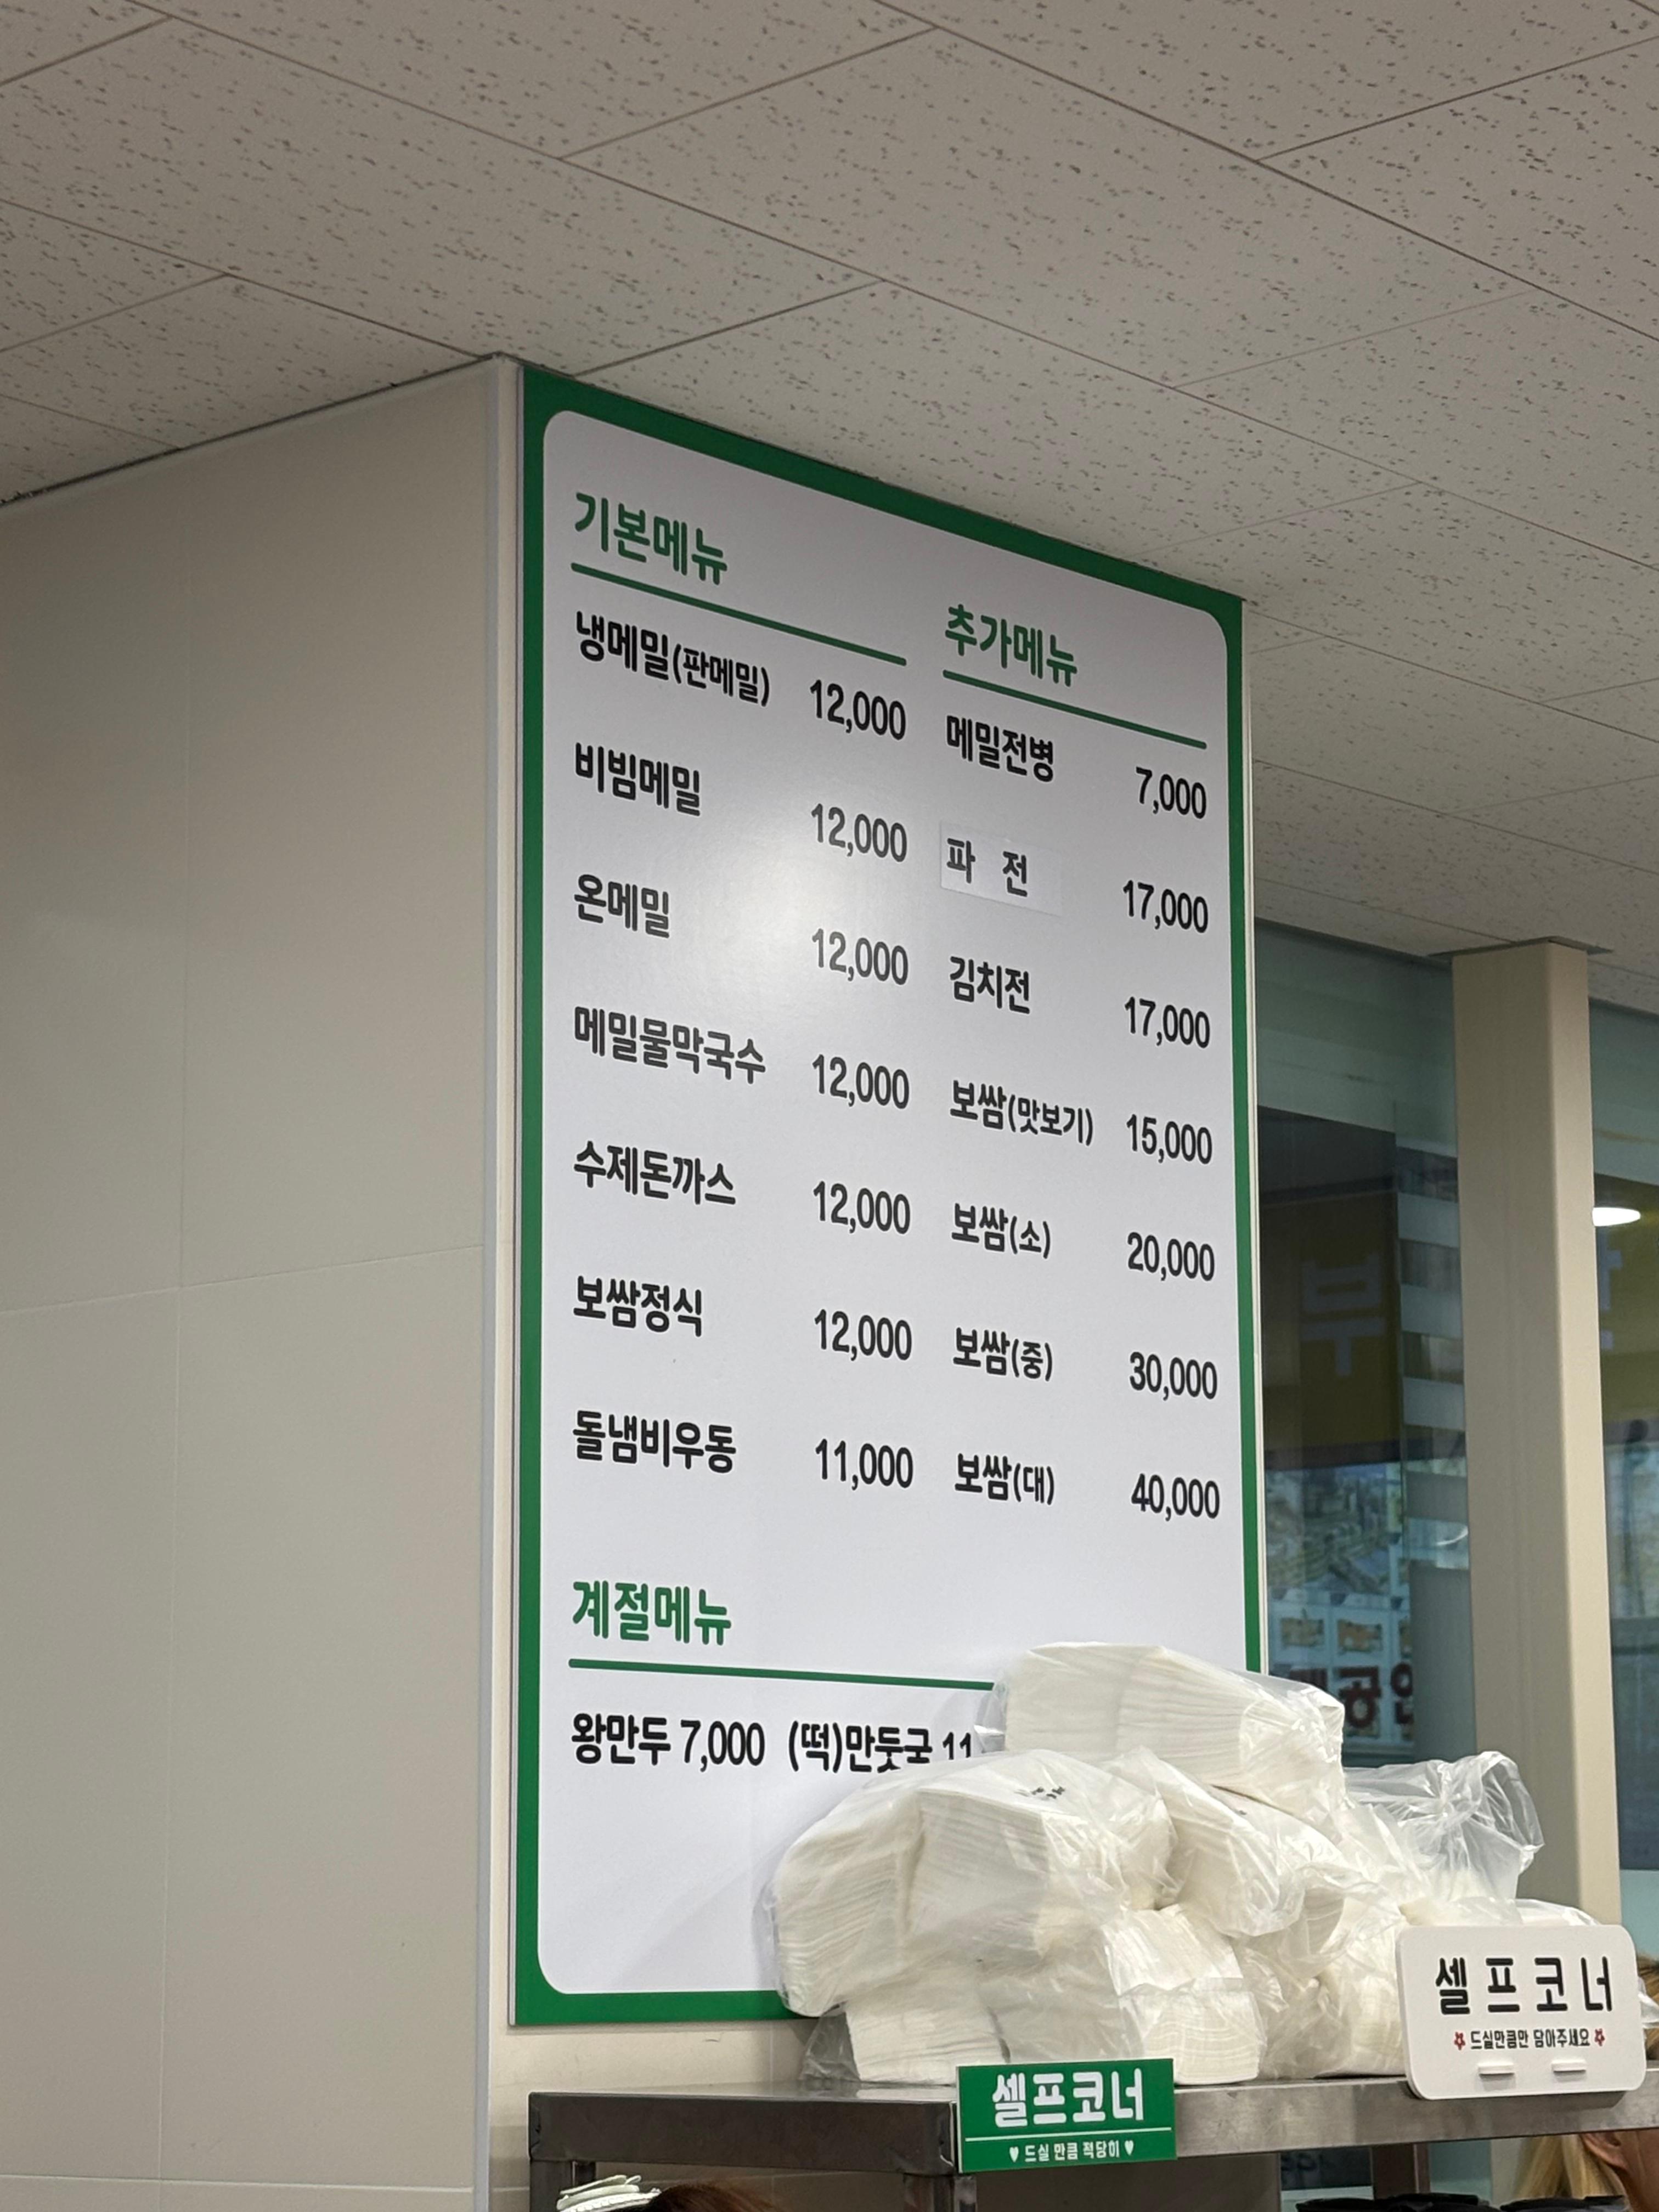 기본메뉴
냉메밀(판메밀) 12,000
비빔메밀 12,000
온메밀 12,000
메밀물막국수 12,000
수제돈까스 12,000
보쌈정식 12,000
돌냄비우동 11,000
추가메뉴
메밀전병 7,000
파 전 17,000
김치전 17,000
보쌈(맛보기) 15,000
보쌈(소) 20,000
보쌈(중) 30,000
보쌈(대) 40,000
계절메뉴
왕만두 7,000 (떡)만둣국 11
셀프코너
드실만큼만 담아주세요
셀프코너
♥ 드실 만큼 적당히 ♥